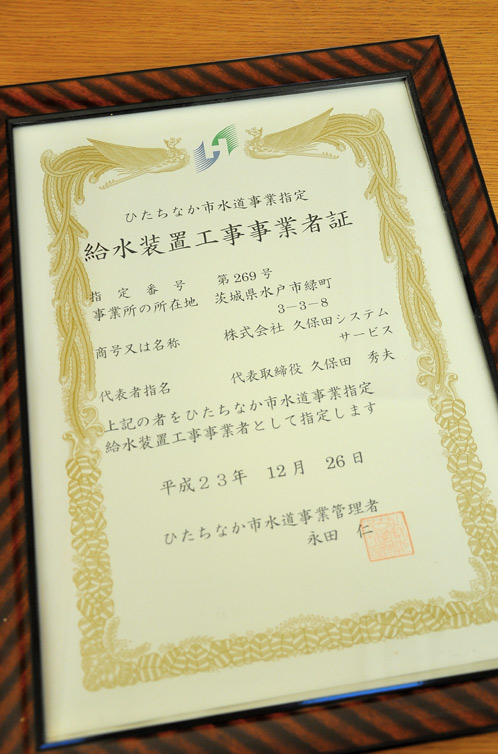 ひたちなか市水道事業指定
給水装置工事事業者証
指定番号 第269号
事業所の所在地 茨城県水戸市緑町
3－3－8
商号又は名称 株式会社 久保田システム
サービス
代表者指名 代表取締役 久保田 秀夫
上記の者をひたちなか市水道事業指定
給水装置工事事業者として指定します
平成23年 12月 26日
ひたちなか市水道事業管理者
永田 仁